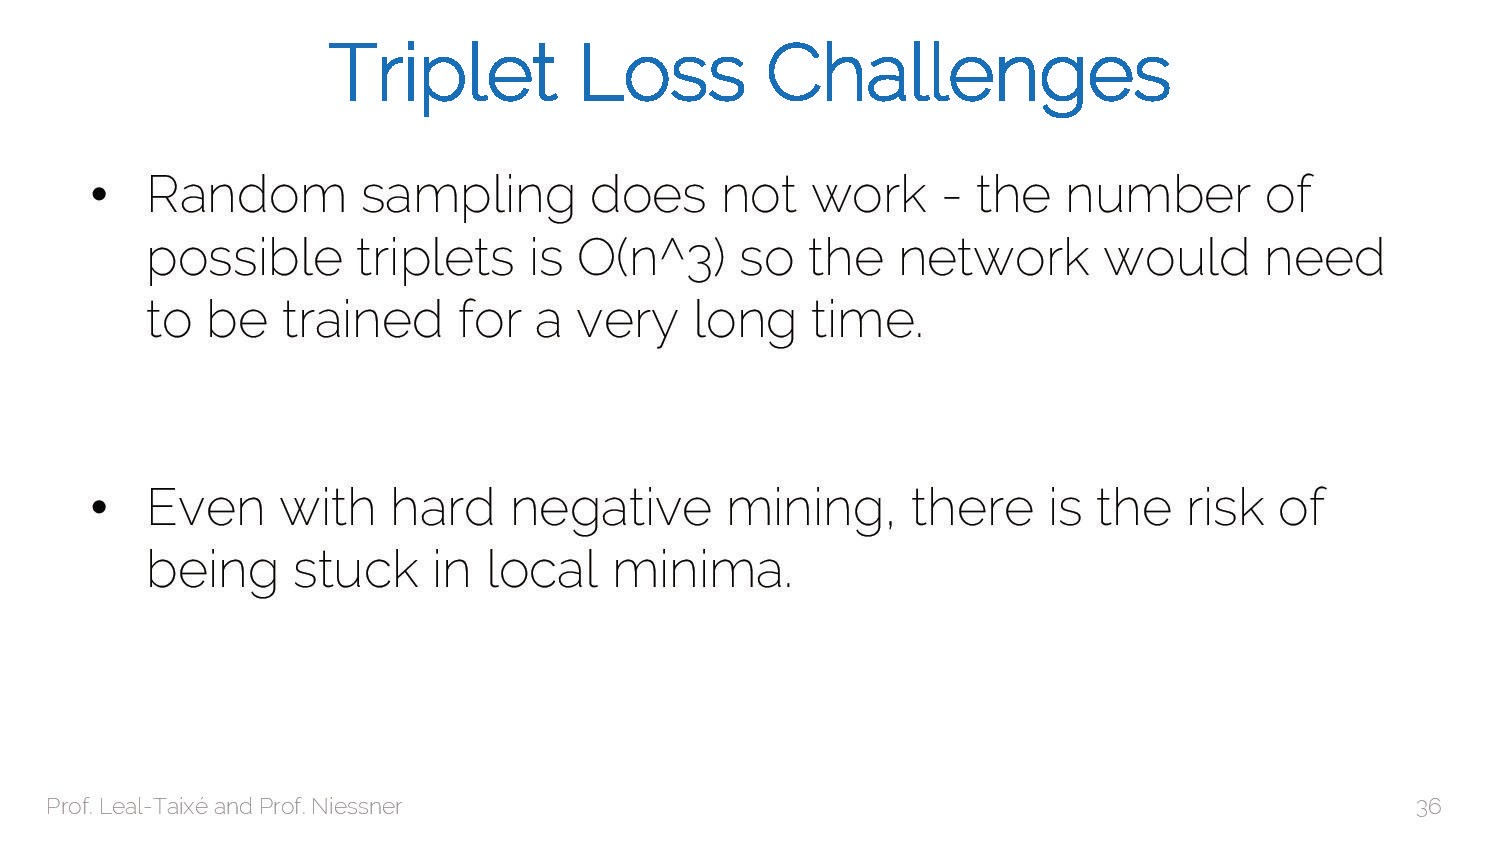 Triplet Loss Challenges
• Random sampling does not work - the number of
possible triplets is O(n^3) so the network would need
to be trained for a very long time.
• Even with hard negative mining, there is the risk of
being stuck in local minima.
Prof. Leal-Taixé and Prof. Niessner
36